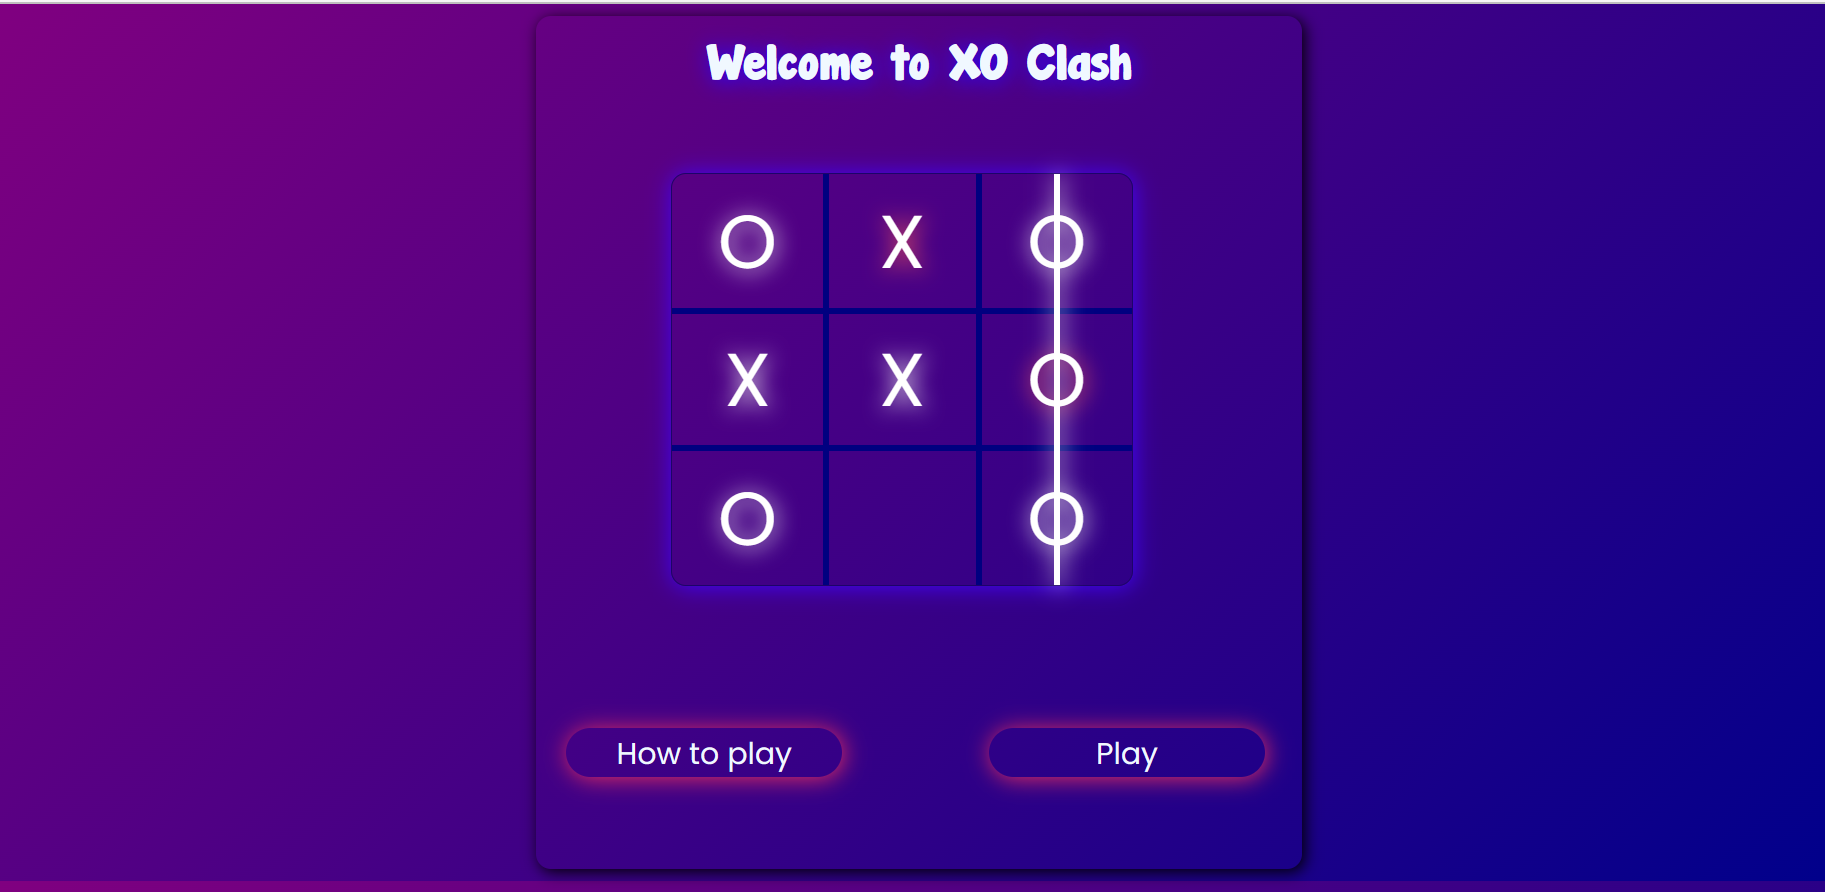 Welcome to XO Clash
O X O
X X O
O O
How to play
Play